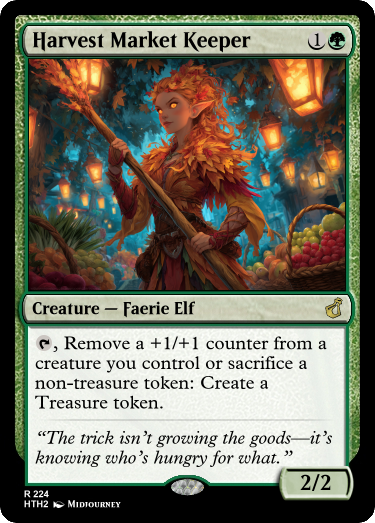 Harvest Market Keeper 1
Creature — Faerie Elf
, Remove a +1/+1 counter from a
creature you control or sacrifice a
non-treasure token: Create a
Treasure token.
“The trick isn’t growing the goods—it’s
knowing who’s hungry for what.”
2/2
R 224
HTH2 Midjourney